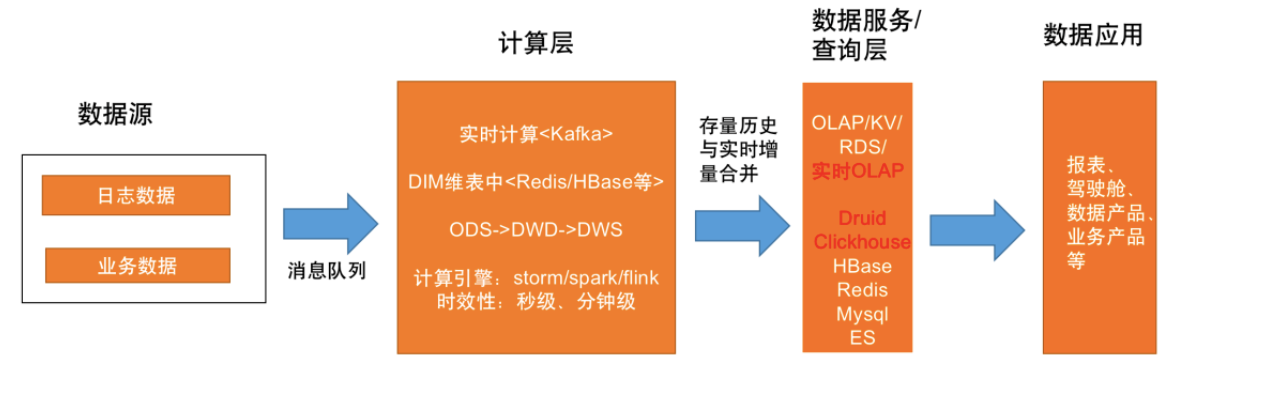 数据源
日志数据
业务数据
消息队列
计算层
实时计算<Kafka>
DIM维表中<Redis/HBase等>
ODS->DWD->DWS
计算引擎：storm/spark/flink
时效性：秒级、分钟级
存量历史
与实时增
量合并
数据服务/
查询层
OLAP/KV/
RDS/
实时OLAP
Druid
Clickhouse
HBase
Redis
Mysql
ES
数据应用
报表、
驾驶舱、
数据产品、
业务产品
等